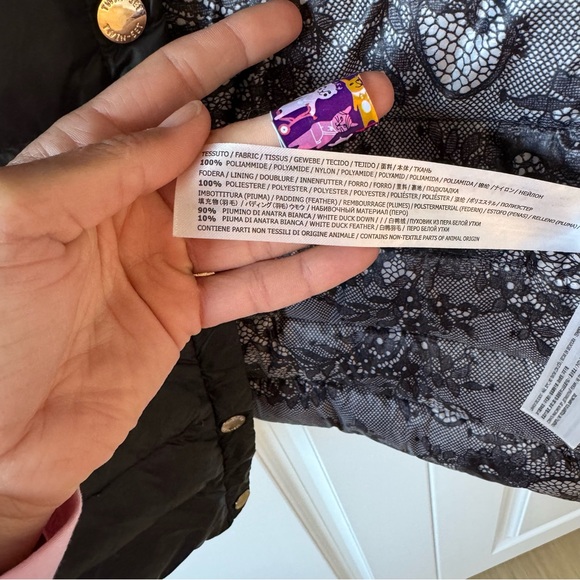 TWIN-SET
TESSUTO / FABRIC / TISSUS / GEWEBE / TECIDO / TEJIDO / 面料 / 本体 / ТКАНЬ
100% POLIAMMIDE / POLYAMIDE / NYLON / POLYAMIDE / POLYAMID / POLIAMIDA / POLIAMIDA / 锦纶 / ナイロン / НЕЙЛОН
FODERA / LINING / DOUBLURE / INNENFUTTER / FORRO / FORRO / 里料 / 裏地 / ПОДКЛАДКА
100% POLIESTERE / POLYESTER / POLYESTER / POLYESTER / POLIÉSTER / POLIÉSTER / 涤纶 / ポリエステル / ПОЛИЭСТЕР
IMBOTTITURA (PIUMA) / PADDING (FEATHER) / REMBOURRAGE (PLUMES) / POLSTERMATERIAL (FEDERN) / ESTOFO (PENAS) / RELLENO (PLUMA) /
填充物(羽毛) / パディング(羽毛) ウモウ / НАБИВОЧНЫЙ МАТЕРИАЛ (ПЕРО)
90% PIUMINO DI ANATRA BIANCA / WHITE DUCK DOWN / / / 白鸭绒 / ПУХОВИК ИЗ ПЕРА БЕЛОЙ УТКИ
10% PIUMA DI ANATRA BIANCA / WHITE DUCK FEATHER / 白鸭羽毛 / ПЕРО БЕЛОЙ УТКИ
CONTIENE PARTI NON TESSILI DI ORIGINE ANIMALE / CONTAINS NON-TEXTILE PARTS OF ANIMAL ORIGIN